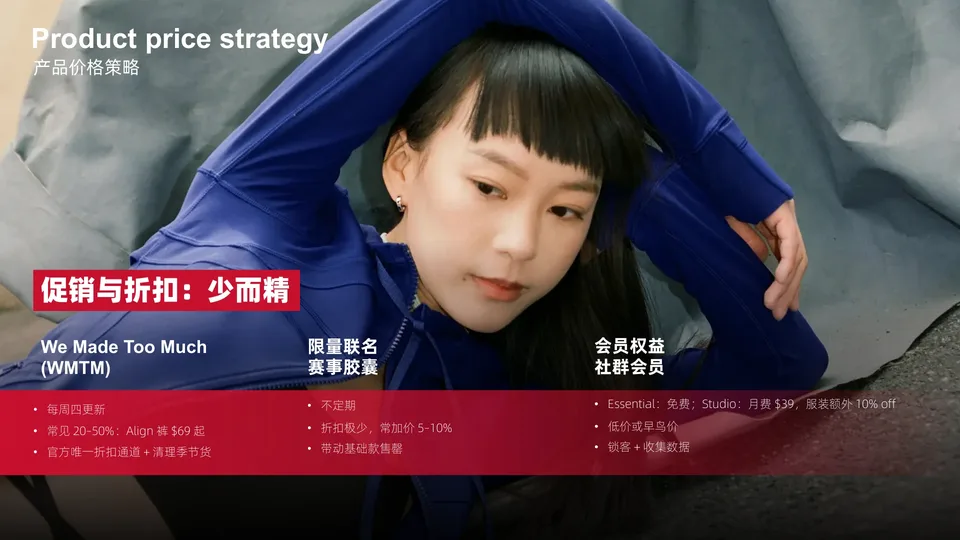 Product price strategy
产品价格策略
促销与折扣：少而精
We Made Too Much
(WMTM)
• 每周四更新
• 常见 20-50%：Align 裤 $69 起
• 官方唯一折扣通道 + 清理季节货
限量联名
赛事胶囊
• 不定期
• 折扣极少，常加价 5-10%
• 带动基础款售罄
会员权益
社群会员
• Essential：免费；Studio：月费 $39，服装额外 10% off
• 低价或早鸟价
• 锁客 + 收集数据